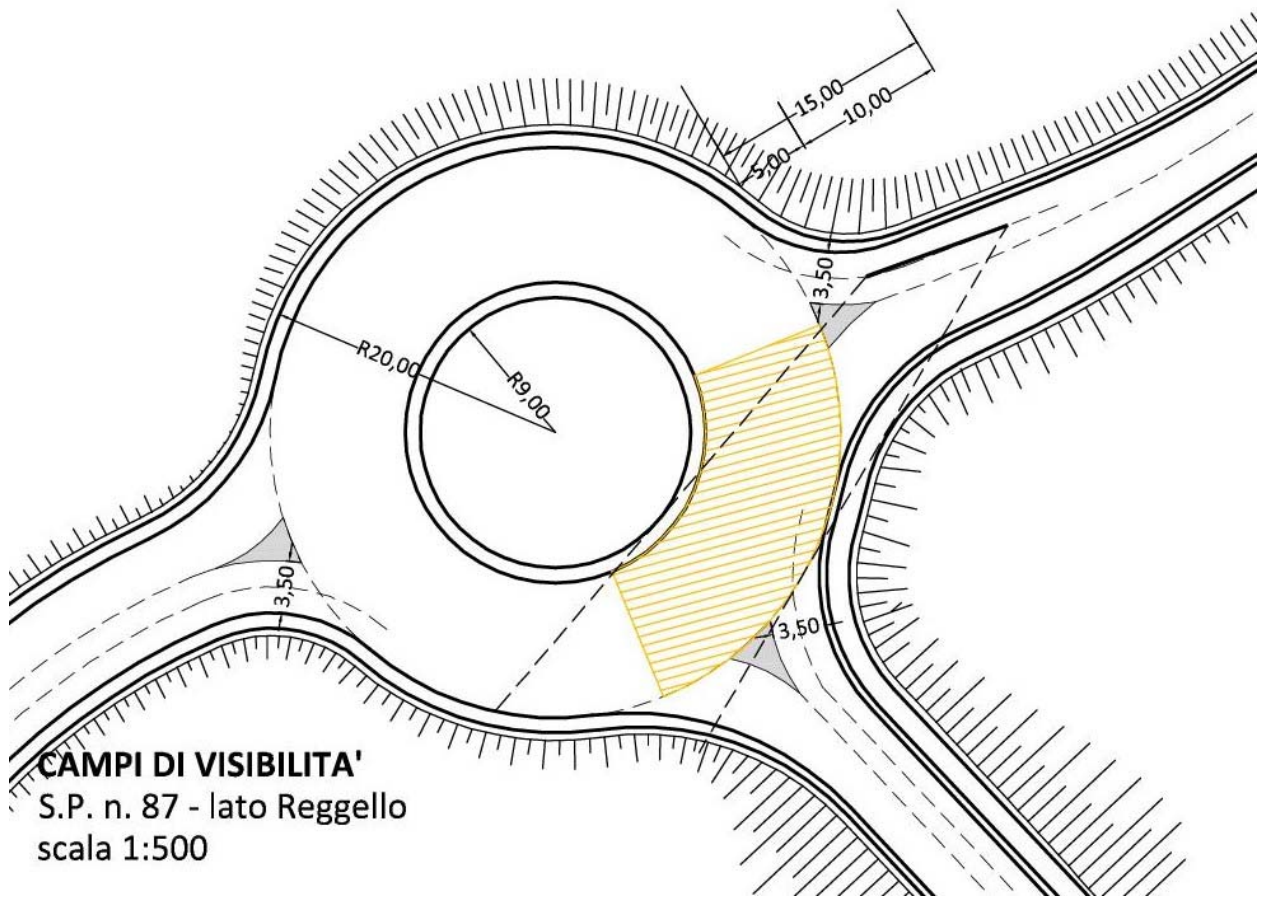 15,00
10,00
5,00
3,50
R20,00
R9,00
3,50
3,50
CAMPI DI VISIBILITA'
S.P. n. 87 - lato Reggello
scala 1:500